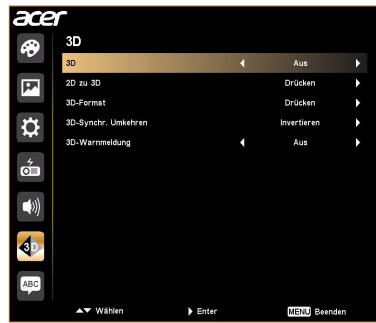 acer
3D
3D Aus
2D zu 3D Drücken
3D-Format Drücken
3D-Synchr. Umkehren Invertieren
3D-Warnmeldung Aus
3D
ABC
Wählen Enter MENU Beenden